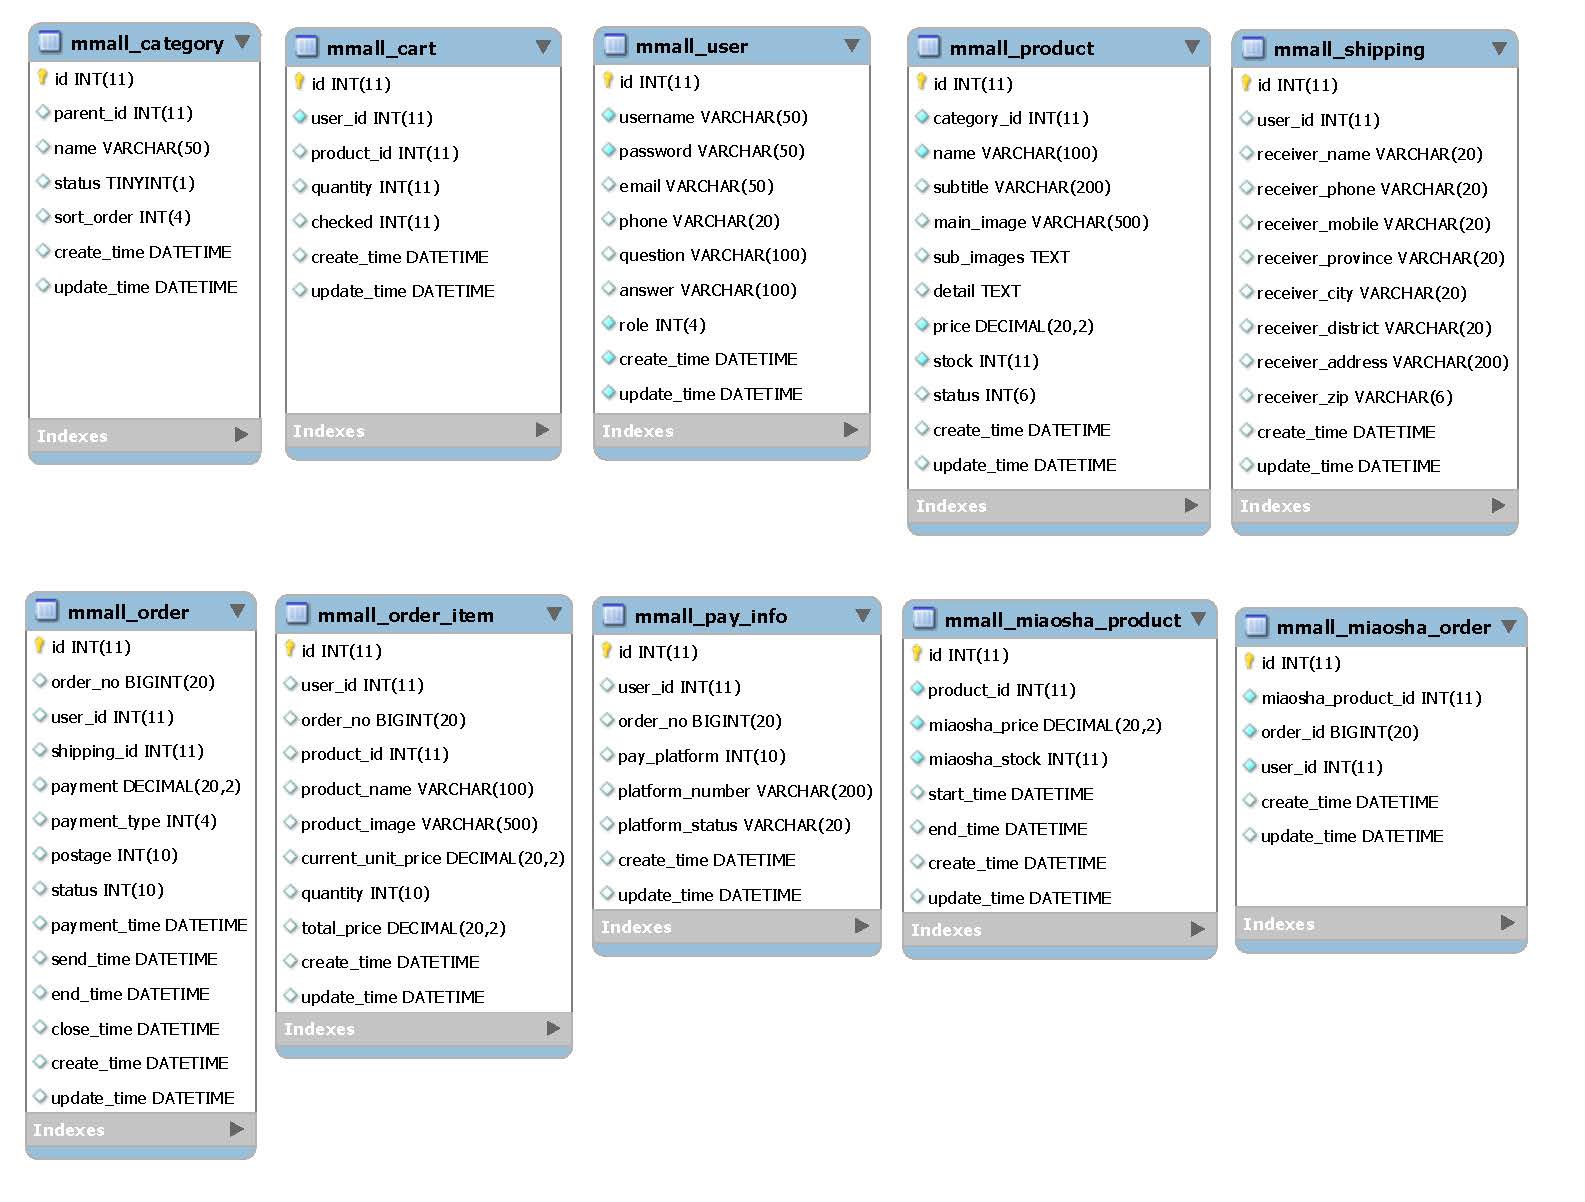 mmall_category
id INT(11)
parent_id INT(11)
name VARCHAR(50)
status TINYINT(1)
sort_order INT(4)
create_time DATETIME
update_time DATETIME
Indexes
mmall_cart
id INT(11)
user_id INT(11)
product_id INT(11)
quantity INT(11)
checked INT(11)
create_time DATETIME
update_time DATETIME
Indexes
mmall_user
id INT(11)
username VARCHAR(50)
password VARCHAR(50)
email VARCHAR(50)
phone VARCHAR(20)
question VARCHAR(100)
answer VARCHAR(100)
role INT(4)
create_time DATETIME
update_time DATETIME
Indexes
mmall_product
id INT(11)
category_id INT(11)
name VARCHAR(100)
subtitle VARCHAR(200)
main_image VARCHAR(500)
sub_images TEXT
detail TEXT
price DECIMAL(20,2)
stock INT(11)
status INT(6)
create_time DATETIME
update_time DATETIME
Indexes
mmall_shipping
id INT(11)
user_id INT(11)
receiver_name VARCHAR(20)
receiver_phone VARCHAR(20)
receiver_mobile VARCHAR(20)
receiver_province VARCHAR(20)
receiver_city VARCHAR(20)
receiver_district VARCHAR(20)
receiver_address VARCHAR(200)
receiver_zip VARCHAR(6)
create_time DATETIME
update_time DATETIME
Indexes
mmall_order
id INT(11)
order_no BIGINT(20)
user_id INT(11)
shipping_id INT(11)
payment DECIMAL(20,2)
payment_type INT(4)
postage INT(10)
status INT(10)
payment_time DATETIME
send_time DATETIME
end_time DATETIME
close_time DATETIME
create_time DATETIME
update_time DATETIME
Indexes
mmall_order_item
id INT(11)
user_id INT(11)
order_no BIGINT(20)
product_id INT(11)
product_name VARCHAR(100)
product_image VARCHAR(500)
current_unit_price DECIMAL(20,2)
quantity INT(10)
total_price DECIMAL(20,2)
create_time DATETIME
update_time DATETIME
Indexes
mmall_pay_info
id INT(11)
user_id INT(11)
order_no BIGINT(20)
pay_platform INT(10)
platform_number VARCHAR(200)
platform_status VARCHAR(20)
create_time DATETIME
update_time DATETIME
Indexes
mmall_miaosha_product
id INT(11)
product_id INT(11)
miaosha_price DECIMAL(20,2)
miaosha_stock INT(11)
start_time DATETIME
end_time DATETIME
create_time DATETIME
update_time DATETIME
Indexes
mmall_miaosha_order
id INT(11)
miaosha_product_id INT(11)
order_id BIGINT(20)
user_id INT(11)
create_time DATETIME
update_time DATETIME
Indexes